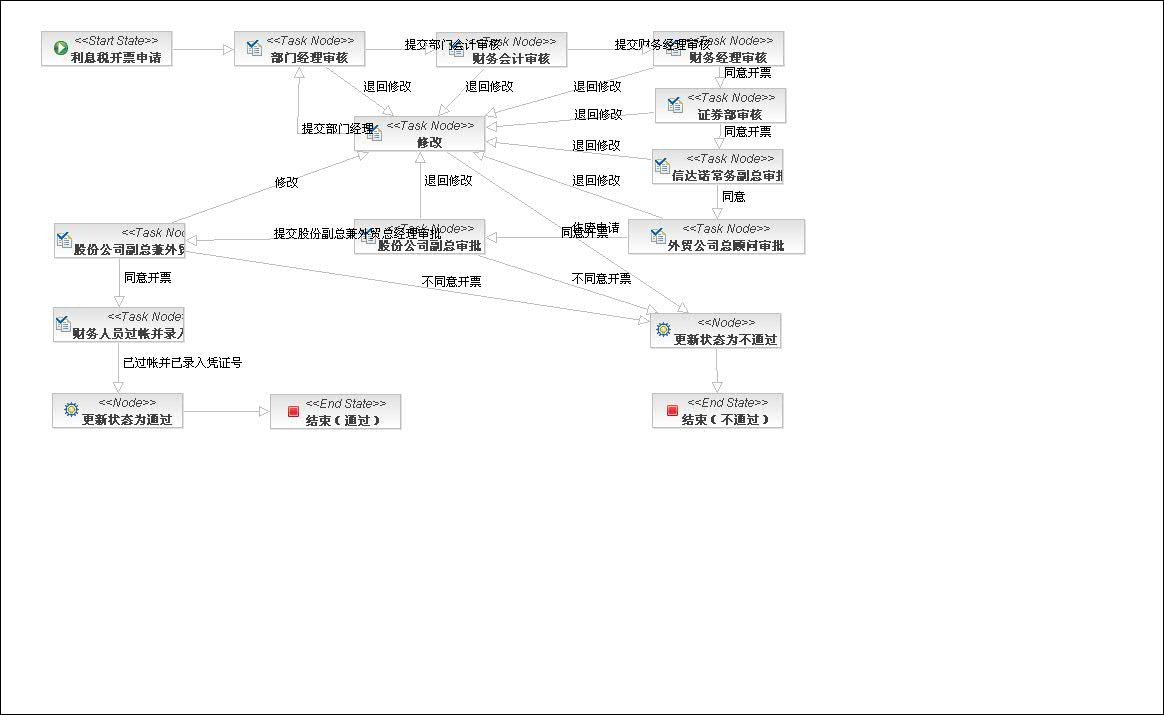 <<Start State>>
利息税开票申请
<<Task Node>>
部门经理审核
提交部门会计审核
<<Task Node>>
财务会计审核
提交财务经理审核
<<Task Node>>
财务经理审核
同意开票
退回修改
退回修改
退回修改
<<Task Node>>
证券部审核
退回修改
同意开票
提交部门经理
<<Task Node>>
修改
退回修改
<<Task Node>>
信达诺常务副总审批
同意
修改
退回修改
退回修改
<<Task Nod
股份公司副总兼外贸
提交股份副总兼外贸总经理审批
<<Task Node>>
股份公司副总审批
作废申请
同意开票
<<Task Node>>
外贸公司总顾问审批
同意开票
不同意开票
不同意开票
<<Task Node
财务人员过帐并录入
<<Node>>
更新状态为不通过
已过帐并已录入凭证号
<<Node>>
更新状态为通过
<<End State>>
结束（通过）
<<End State>>
结束（不通过）